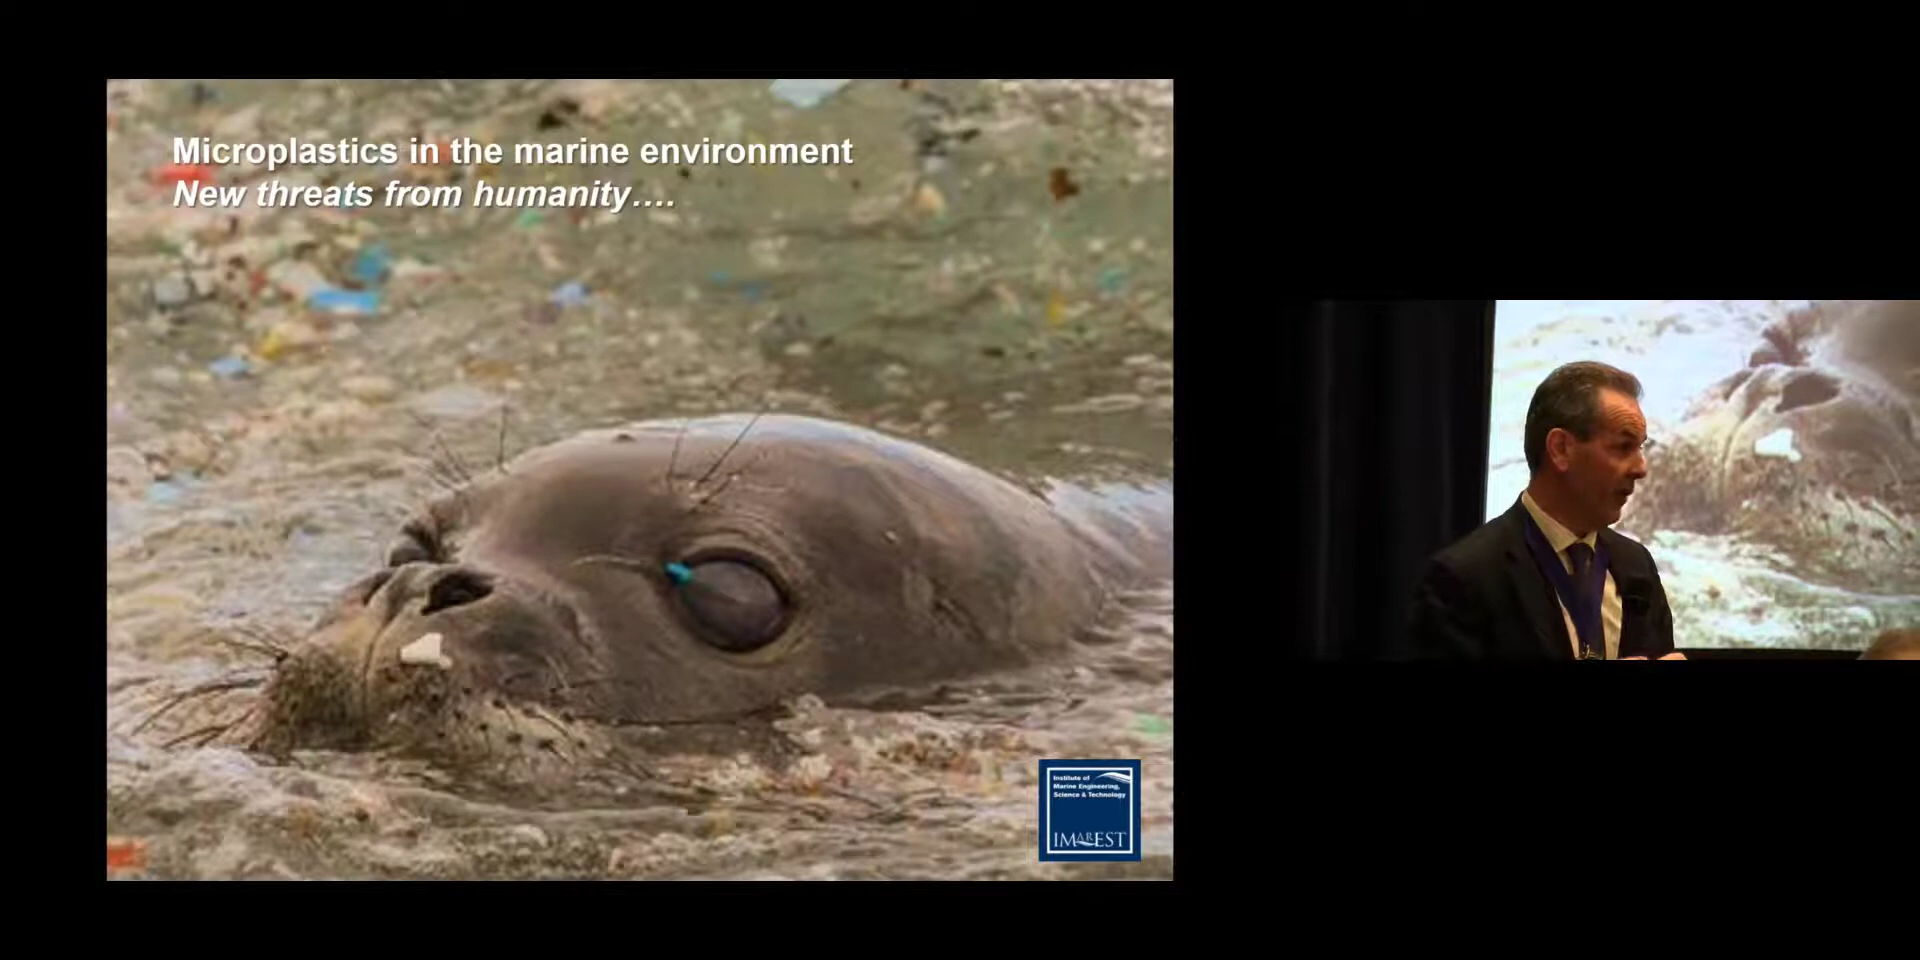 Microplastics in the marine environment
New threats from humanity....
Institute of
Marine Engineering,
Science & Technology
IMarEST